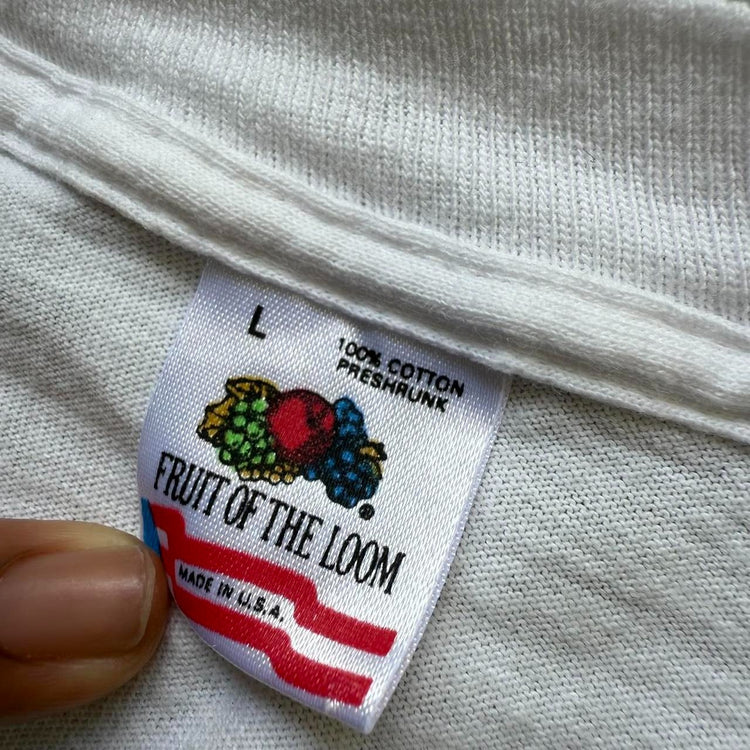 L
100% COTTON
PRESHRUNK
FRUIT OF THE LOOM
®
MADE IN U.S.A.